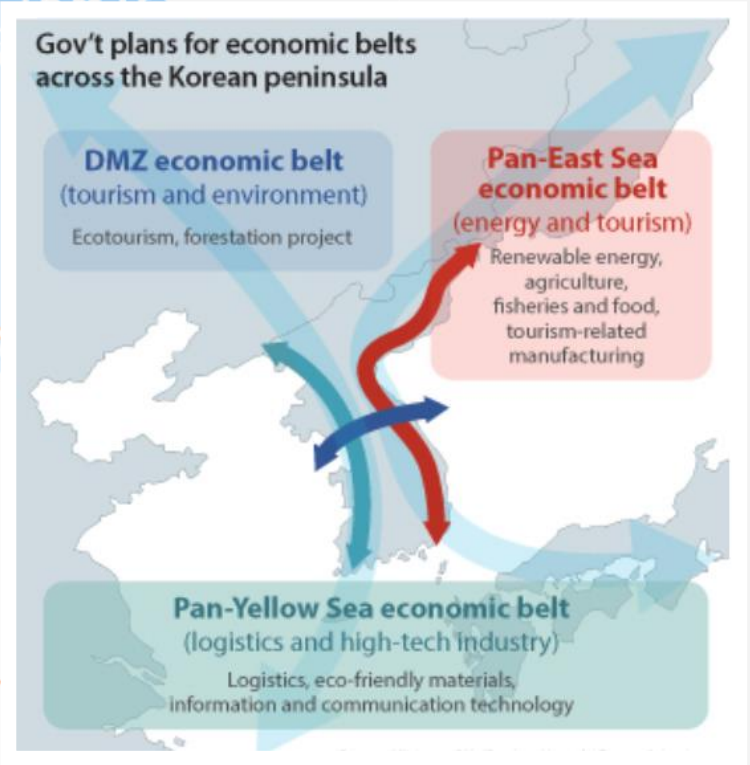 Gov't plans for economic belts
across the Korean peninsula
DMZ economic belt
(tourism and environment)
Ecotourism, forestation project
Pan-East Sea
economic belt
(energy and tourism)
Renewable energy,
agriculture,
fisheries and food,
tourism-related
manufacturing
Pan-Yellow Sea economic belt
(logistics and high-tech industry)
Logistics, eco-friendly materials,
information and communication technology